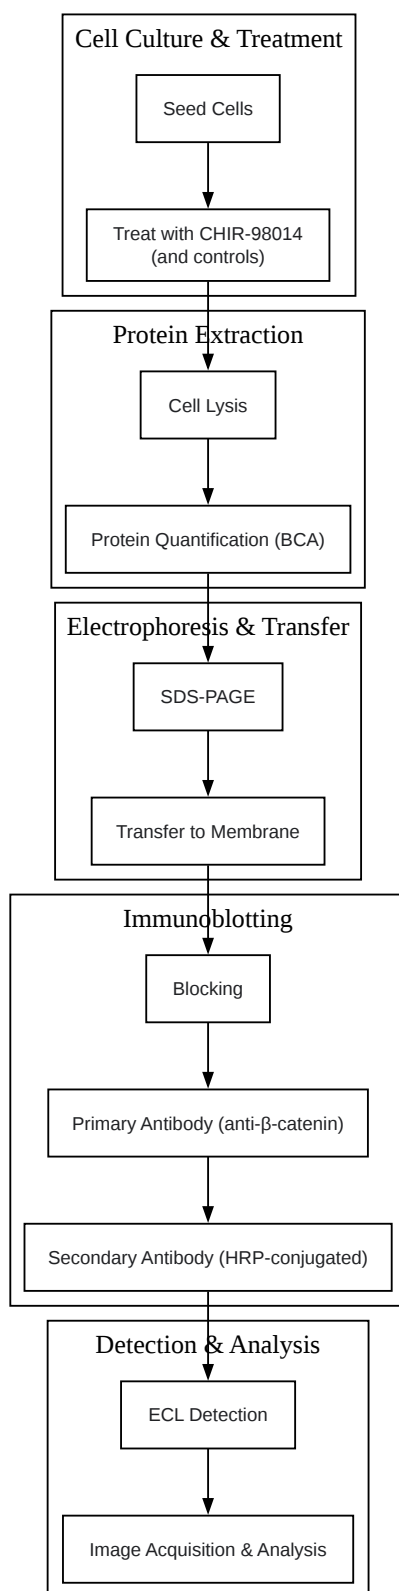 Cell Culture & Treatment
Seed Cells
Treat with CHIR-98014
(and controls)
Protein Extraction
Cell Lysis
Protein Quantification (BCA)
Electrophoresis & Transfer
SDS-PAGE
Transfer to Membrane
Immunoblotting
Blocking
Primary Antibody (anti-β-catenin)
Secondary Antibody (HRP-conjugated)
Detection & Analysis
ECL Detection
Image Acquisition & Analysis